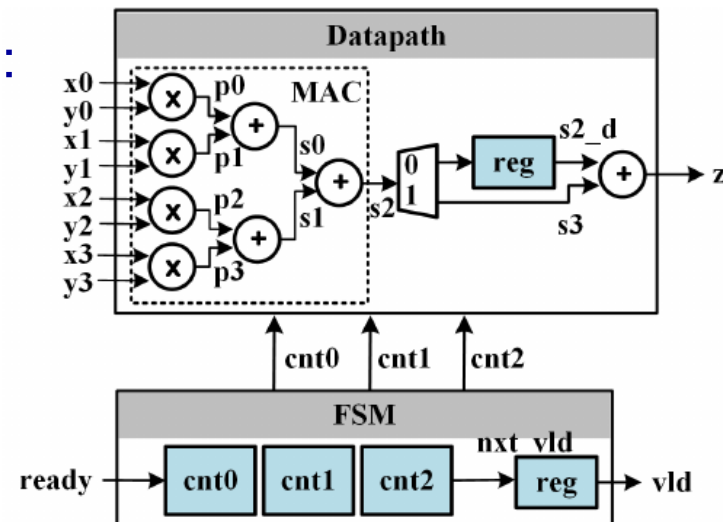 :
Datapath
MAC
x0
y0
x1
y1
x2
y2
x3
y3
x
x
x
x
p0
p1
p2
p3
+
+
s0
s1
+
s2
0
1
reg
s2_d
s3
+
z
cnt0
cnt1
cnt2
FSM
ready
cnt0
cnt1
cnt2
nxt_vld
reg
vld